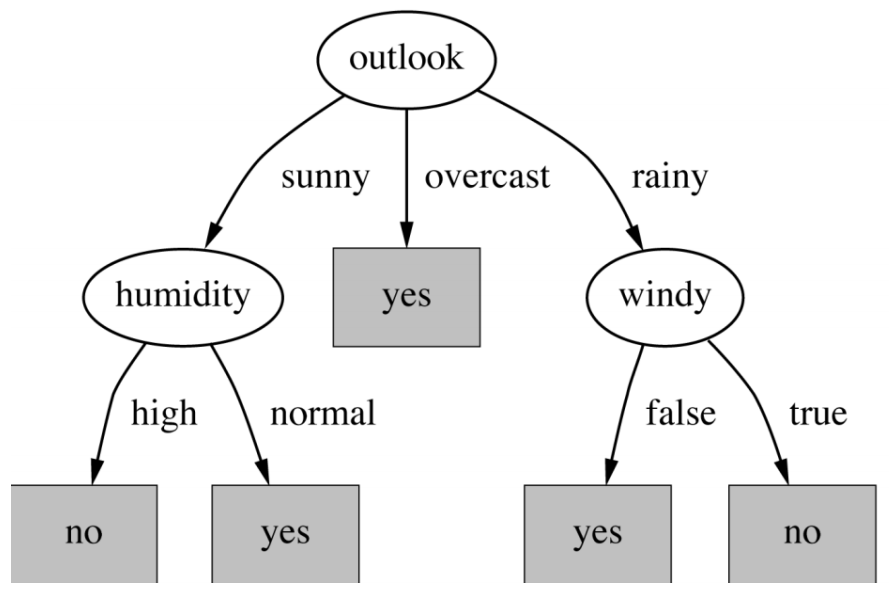 outlook
sunny overcast rainy
humidity yes windy
high normal false true
no yes yes no